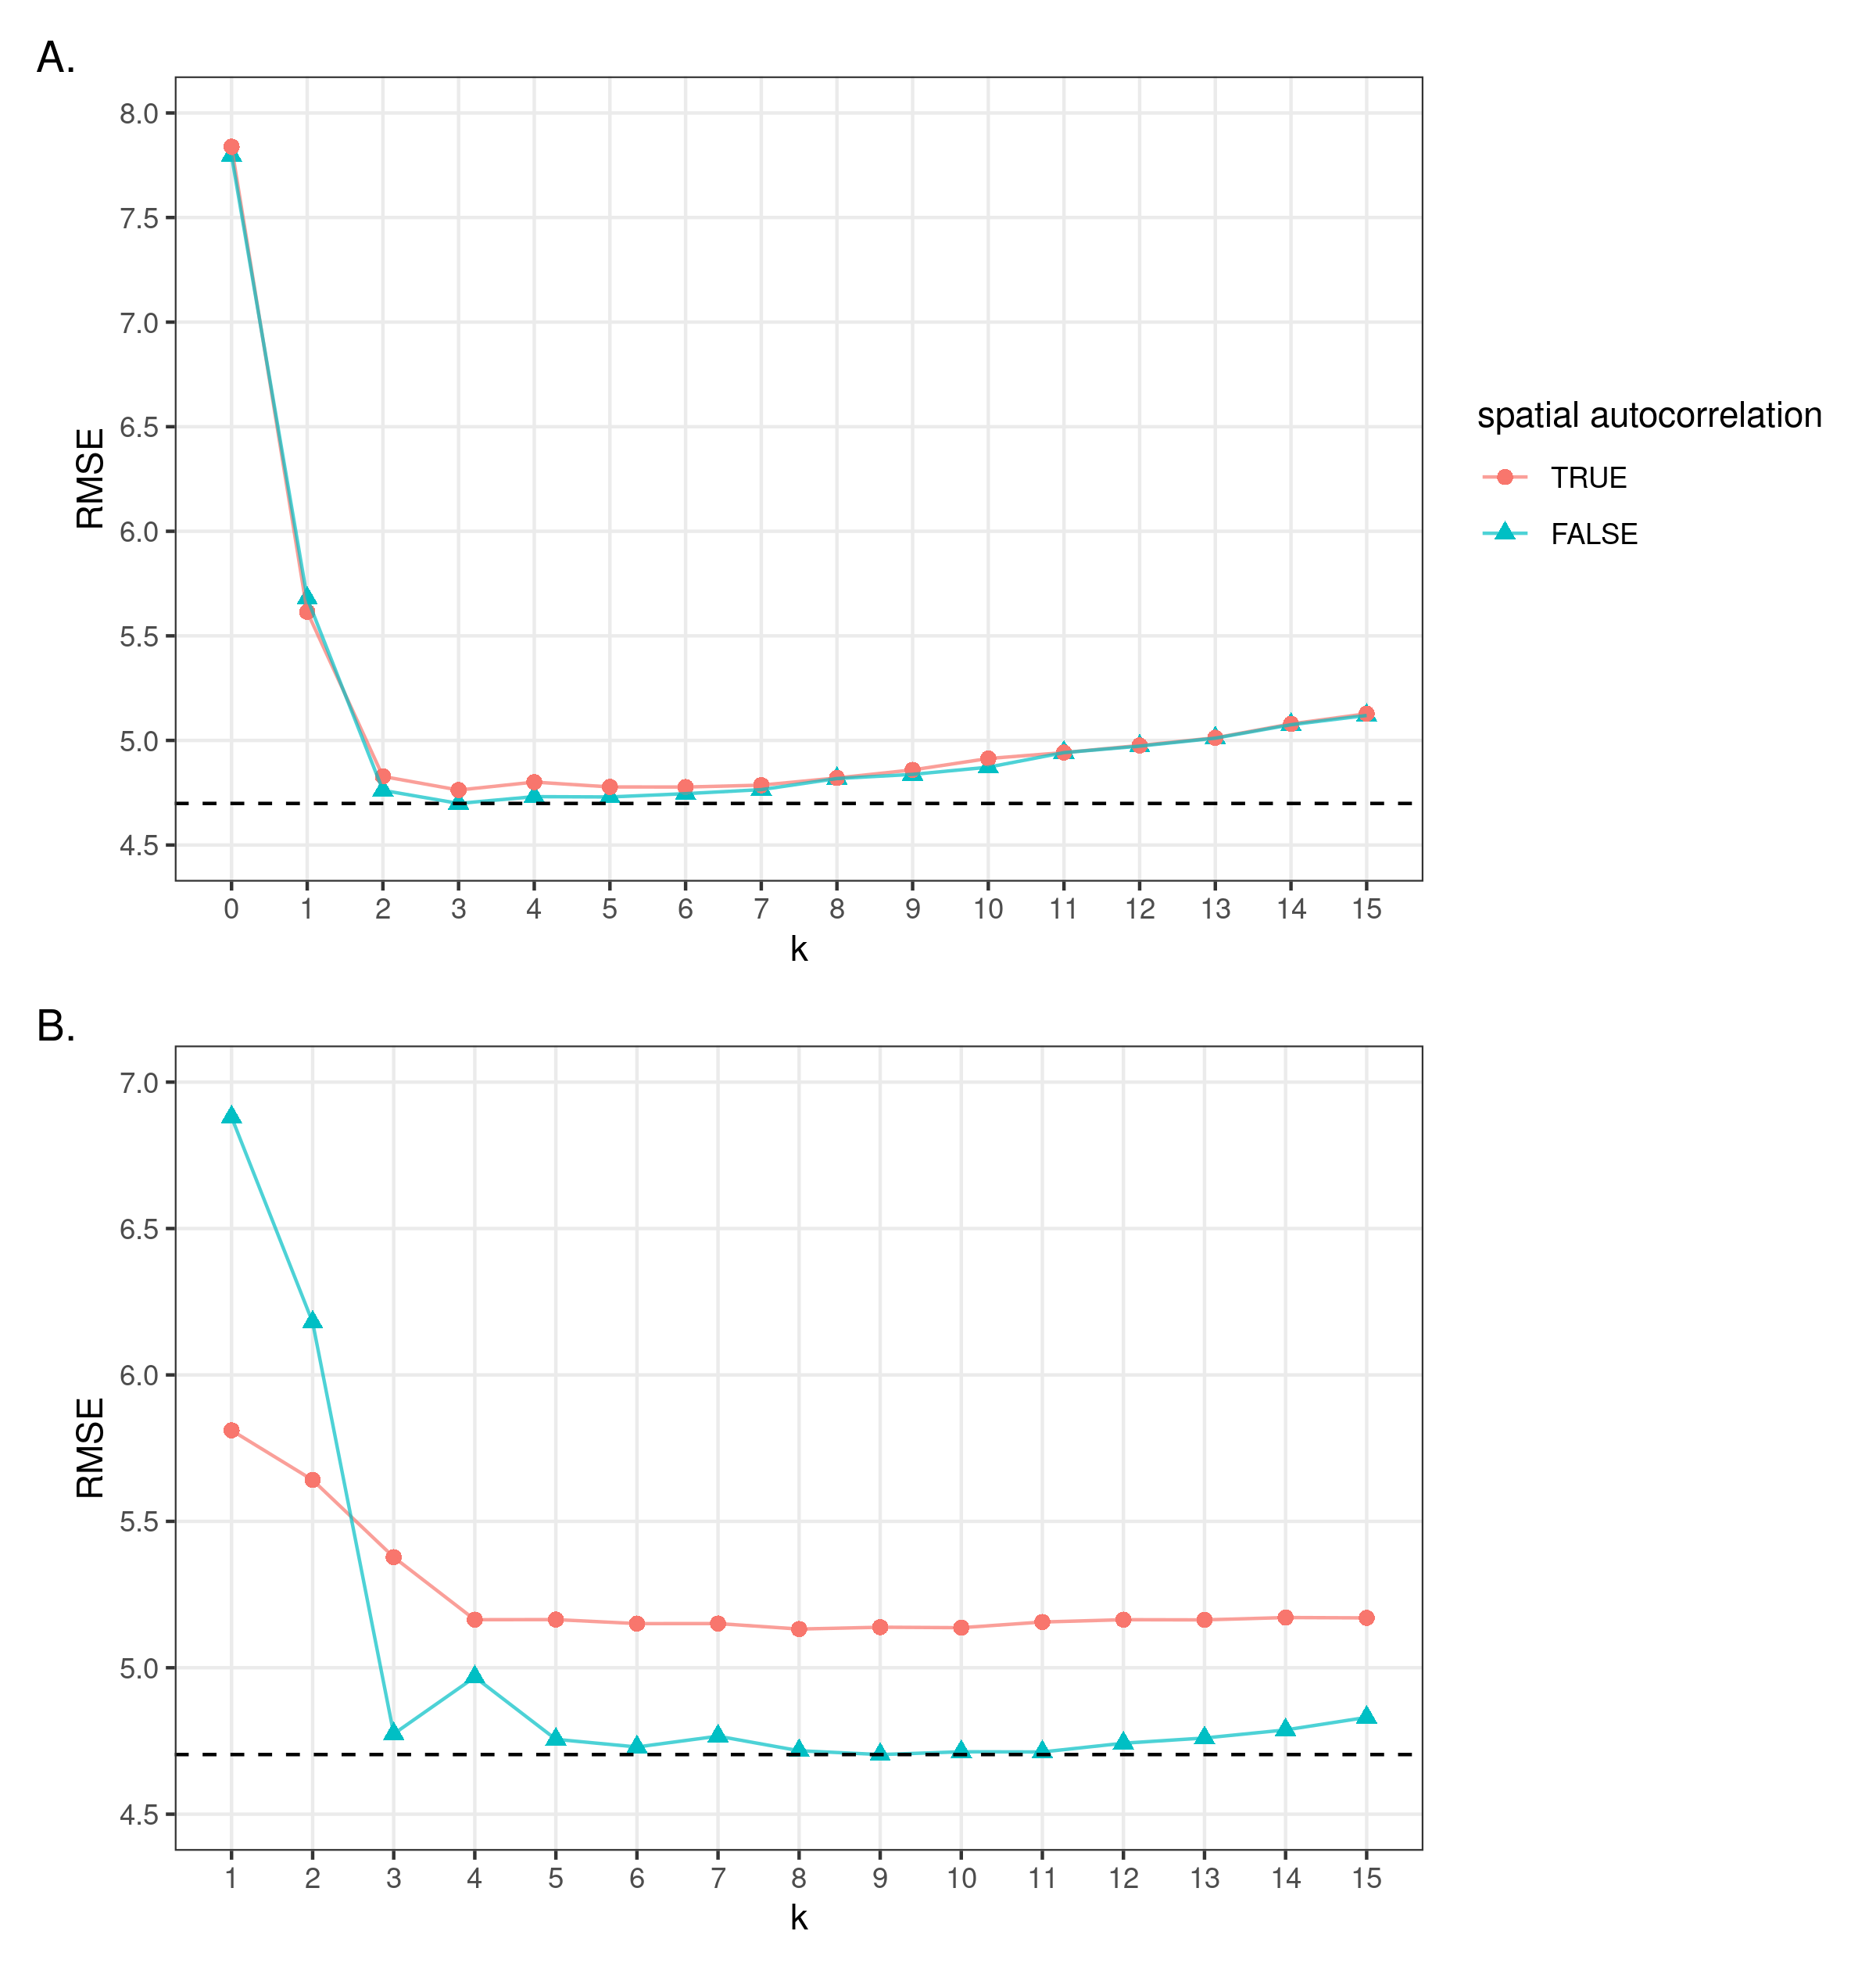 A.
8.0
7.5
7.0
6.5
6.0
5.5
5.0
4.5
RMSE
0 1 2 3 4 5 6 7 8 9 10 11 12 13 14 15
k
spatial autocorrelation
TRUE
FALSE
B.
7.0
6.5
6.0
5.5
5.0
4.5
RMSE
1 2 3 4 5 6 7 8 9 10 11 12 13 14 15
k